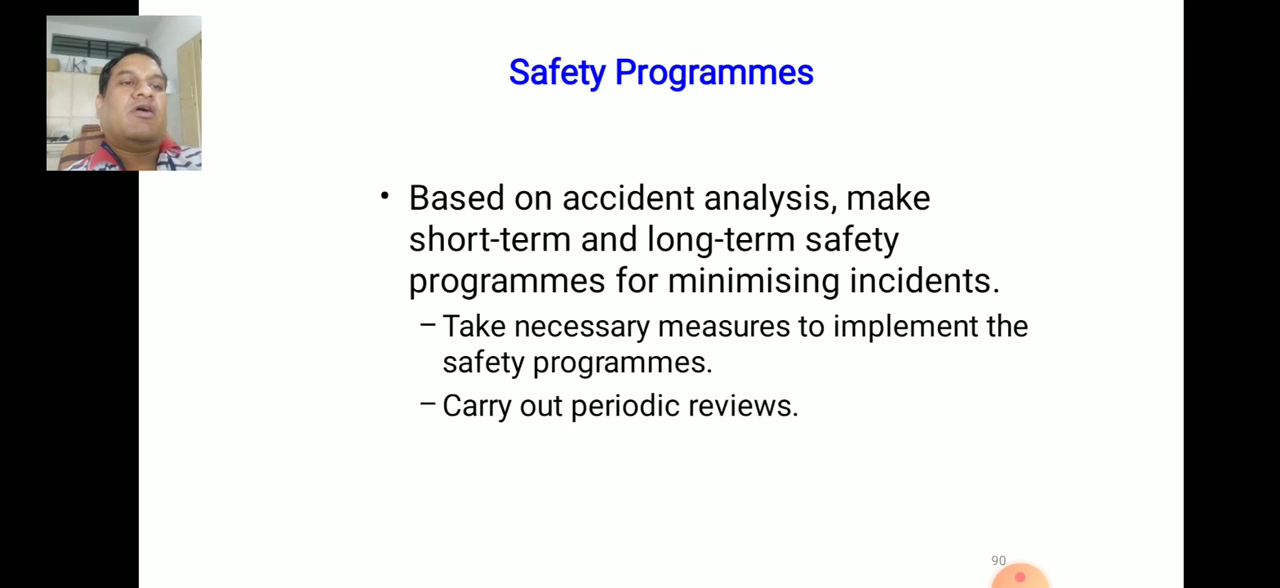 Safety Programmes
• Based on accident analysis, make
short-term and long-term safety
programmes for minimising incidents.
– Take necessary measures to implement the
safety programmes.
– Carry out periodic reviews.
90